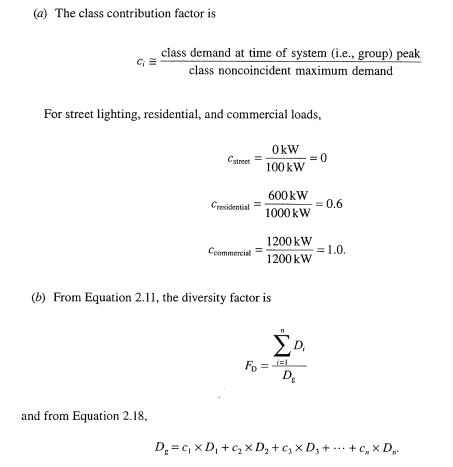 (a) The class contribution factor is
c_i ≅ class demand at time of system (i.e., group) peak / class noncoincident maximum demand
For street lighting, residential, and commercial loads,
c_street = 0 kW / 100 kW = 0
c_residential = 600 kW / 1000 kW = 0.6
c_commercial = 1200 kW / 1200 kW = 1.0.
(b) From Equation 2.11, the diversity factor is
F_D = \sum_{i=1}^{n} D_i / D_g
and from Equation 2.18,
D_g = c_1 × D_1 + c_2 × D_2 + c_3 × D_3 + ··· + c_n × D_n.